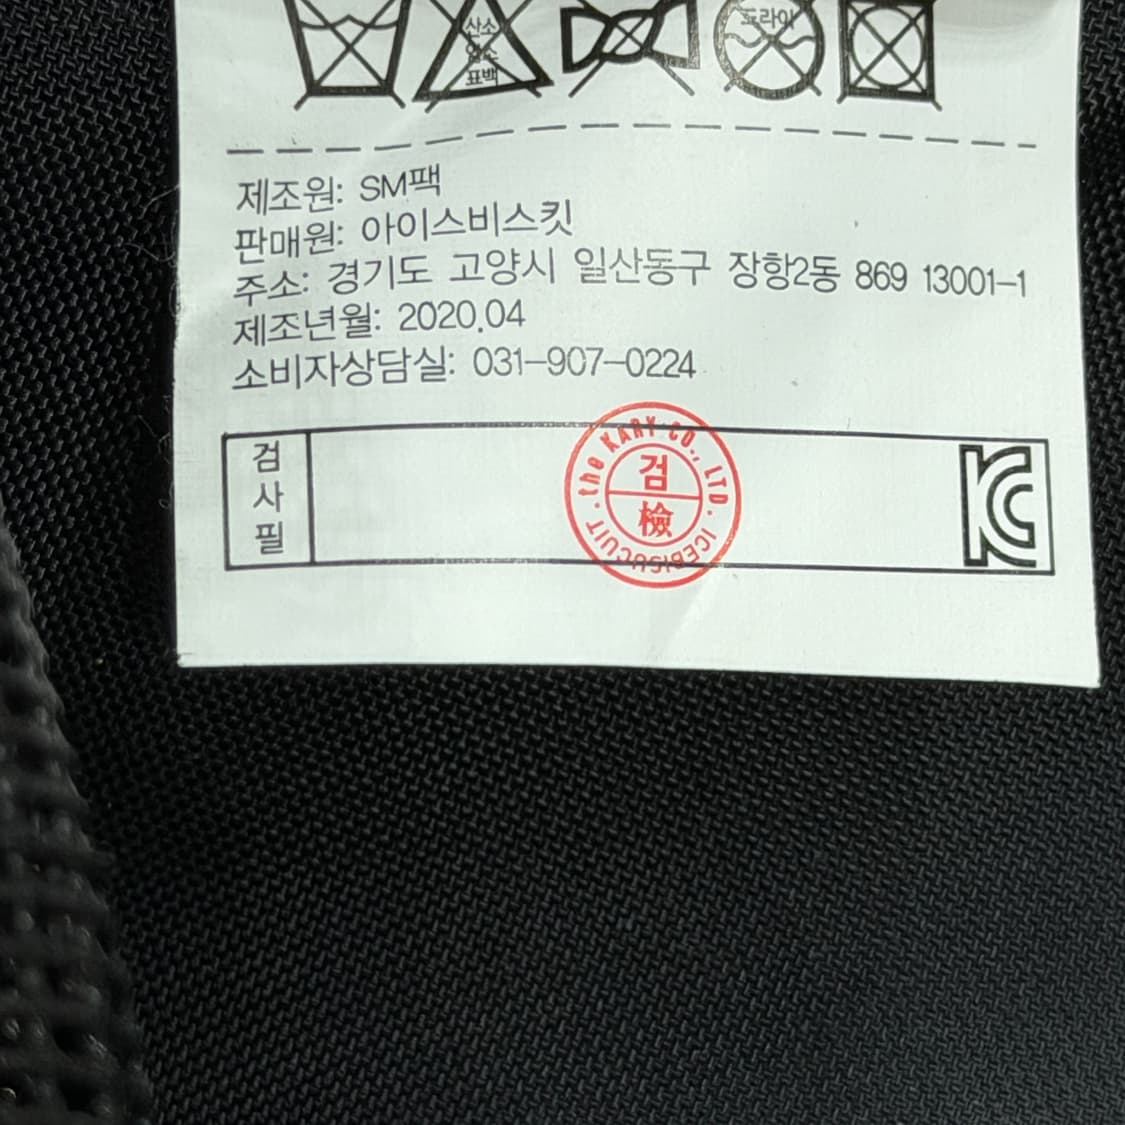 산소
염소
표백
드라이
제조원: SM팩
판매원: 아이스비스킷
주소: 경기도 고양시 일산동구 장항2동 869 13001-1
제조년월: 2020.04
소비자상담실: 031-907-0224
검사필
the KARY CO., LTD. ICEBISUCUIT
검
檢
KC